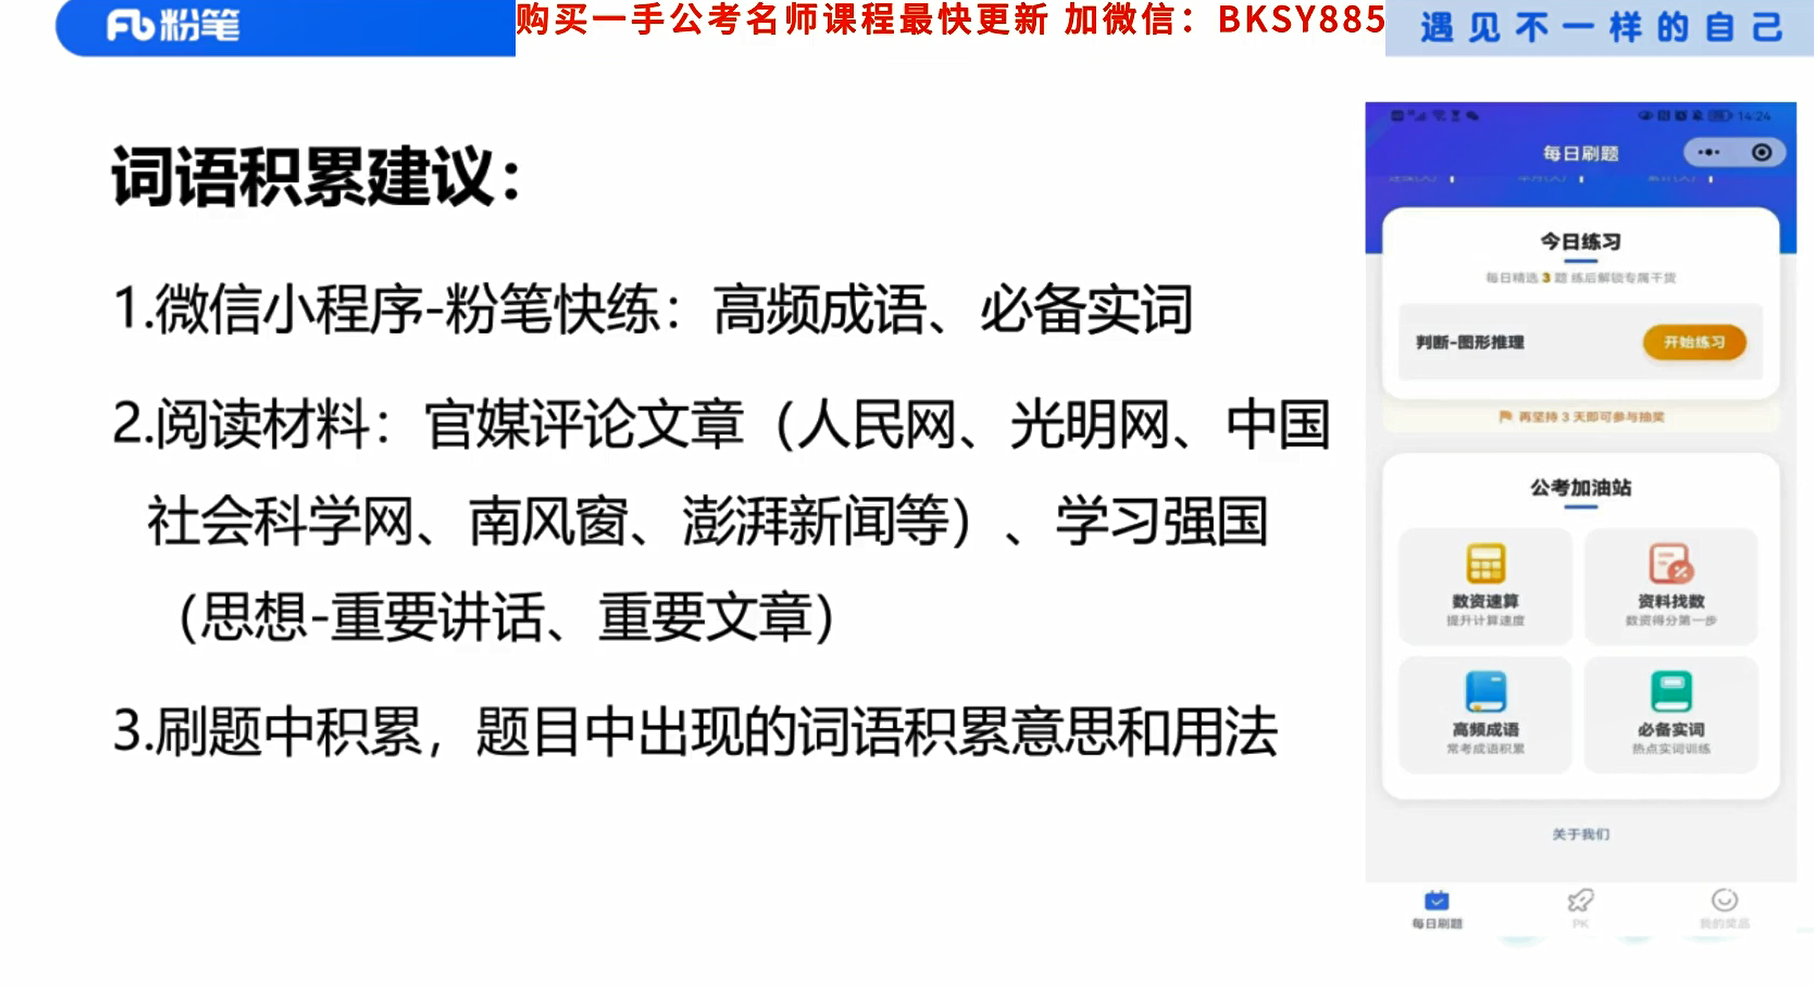 粉笔
购买一手公考名师课程最快更新 加微信：BKSY885
遇见不一样的自己
词语积累建议：
1.微信小程序-粉笔快练：高频成语、必备实词
2.阅读材料：官媒评论文章（人民网、光明网、中国
社会科学网、南风窗、澎湃新闻等）、学习强国
（思想-重要讲话、重要文章）
3.刷题中积累，题目中出现的词语积累意思和用法
14:24
每日刷题
今日练习
每日精选 3 题 练后解锁专属干货
判断-图形推理
开始练习
再坚持 3 天即可参与抽奖
公考加油站
数资速算
提升计算速度
资料找数
数资得分第一步
高频成语
常考成语积累
必备实词
热点实词训练
关于我们
每日刷题
PK
我的奖品